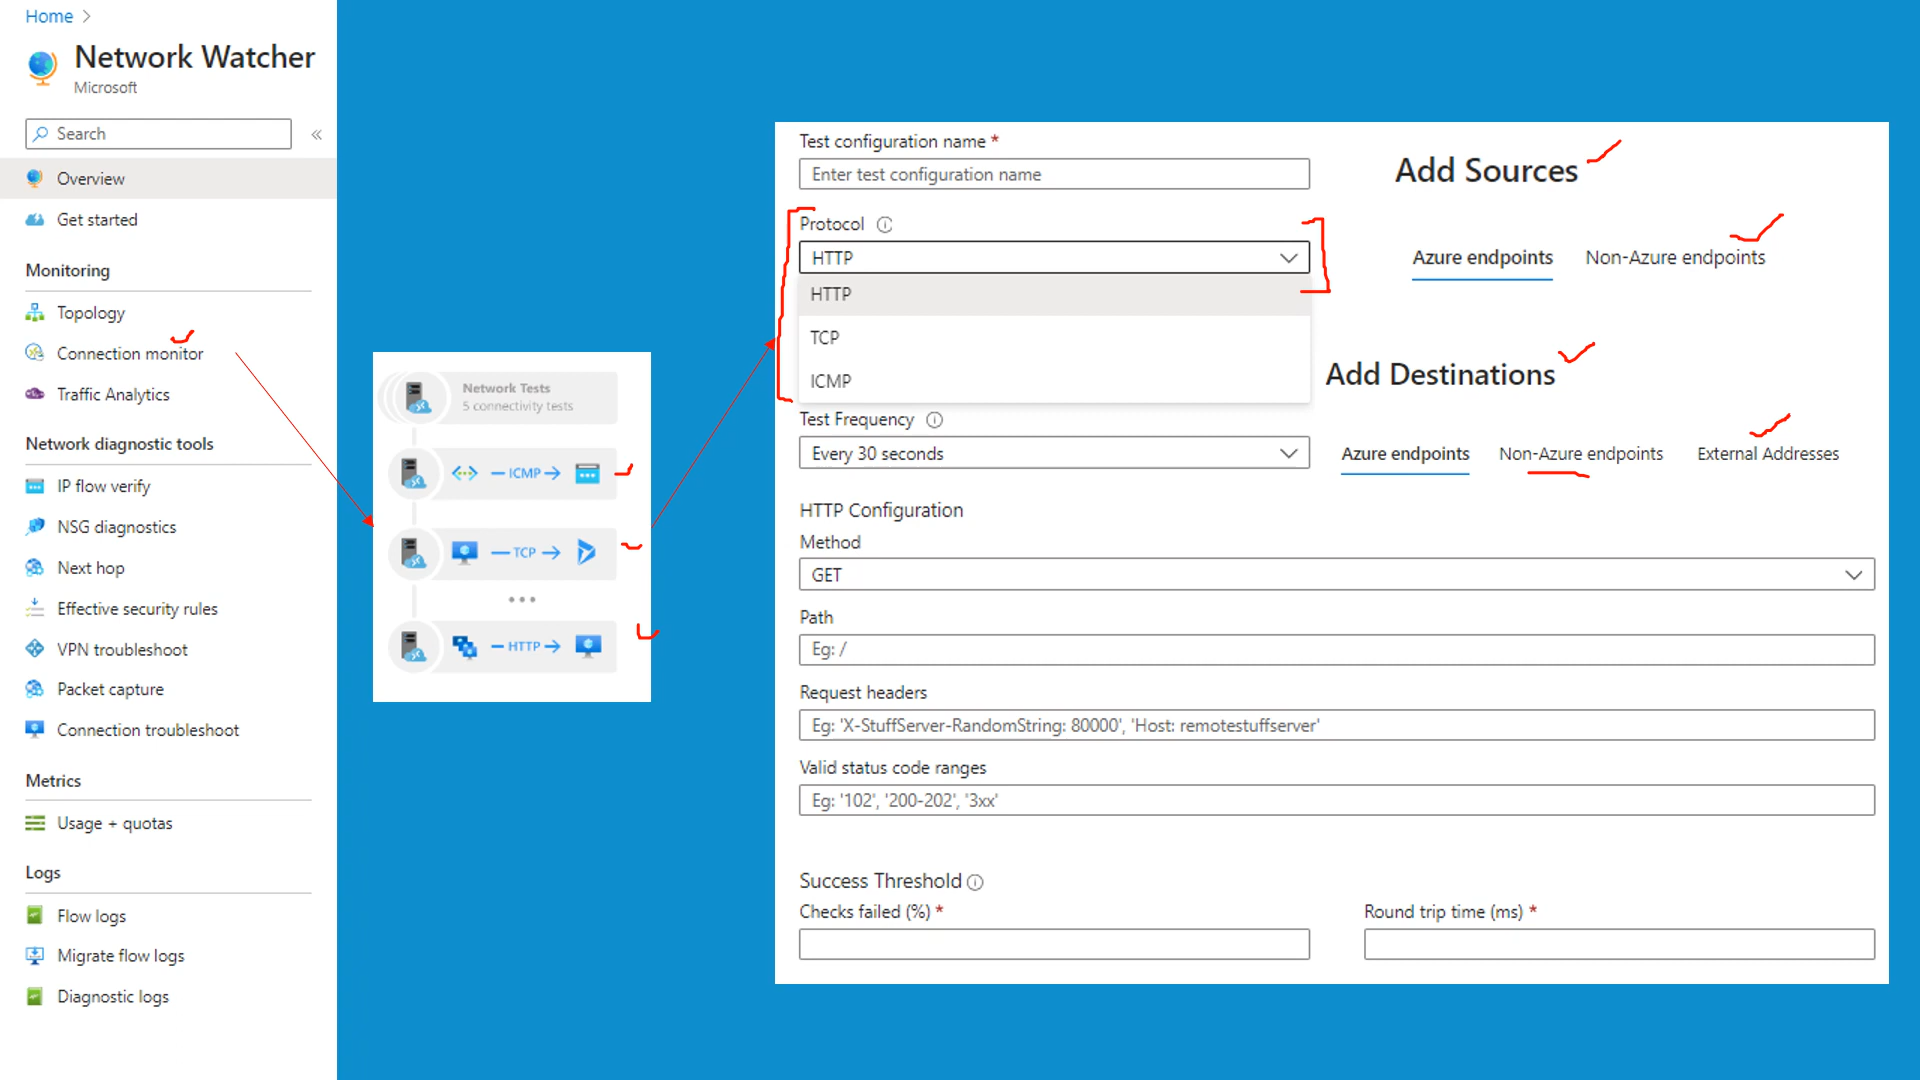 Home
Network Watcher
Microsoft
Search
Overview
Get started
Monitoring
Topology
Connection monitor
Traffic Analytics
Network diagnostic tools
IP flow verify
NSG diagnostics
Next hop
Effective security rules
VPN troubleshoot
Packet capture
Connection troubleshoot
Metrics
Usage + quotas
Logs
Flow logs
Migrate flow logs
Diagnostic logs
Network Tests
5 connectivity tests
ICMP
TCP
HTTP
Test configuration name *
Enter test configuration name
Protocol
HTTP
HTTP
TCP
ICMP
Test Frequency
Every 30 seconds
HTTP Configuration
Method
GET
Path
Eg: /
Request headers
Eg: 'X-StuffServer-RandomString: 80000', 'Host: remotestuffserver'
Valid status code ranges
Eg: '102', '200-202', '3xx'
Success Threshold
Checks failed (%) *
Round trip time (ms) *
Add Sources
Azure endpoints Non-Azure endpoints
Add Destinations
Azure endpoints Non-Azure endpoints External Addresses